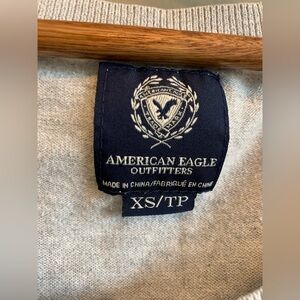 AMERICAN EAGLE
OUTFITTERS
MADE IN CHINA/FABRIQUÉ EN CHINE
XS/TP